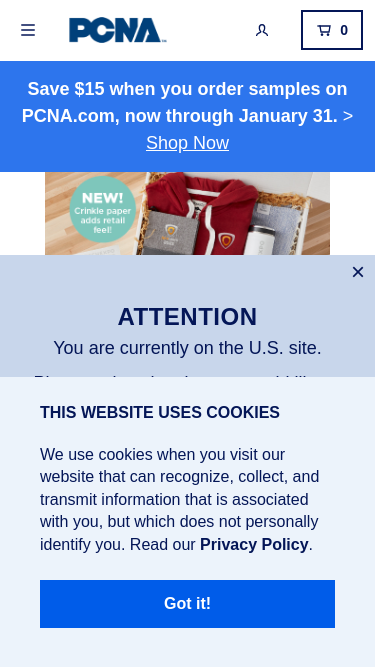 PCNA
0
Save $15 when you order samples on
PCNA.com, now through January 31. >
Shop Now
NEW!
Crinkle paper
adds retail
feel!
×
ATTENTION
You are currently on the U.S. site.
THIS WEBSITE USES COOKIES
We use cookies when you visit our
website that can recognize, collect, and
transmit information that is associated
with you, but which does not personally
identify you. Read our Privacy Policy.
Got it!